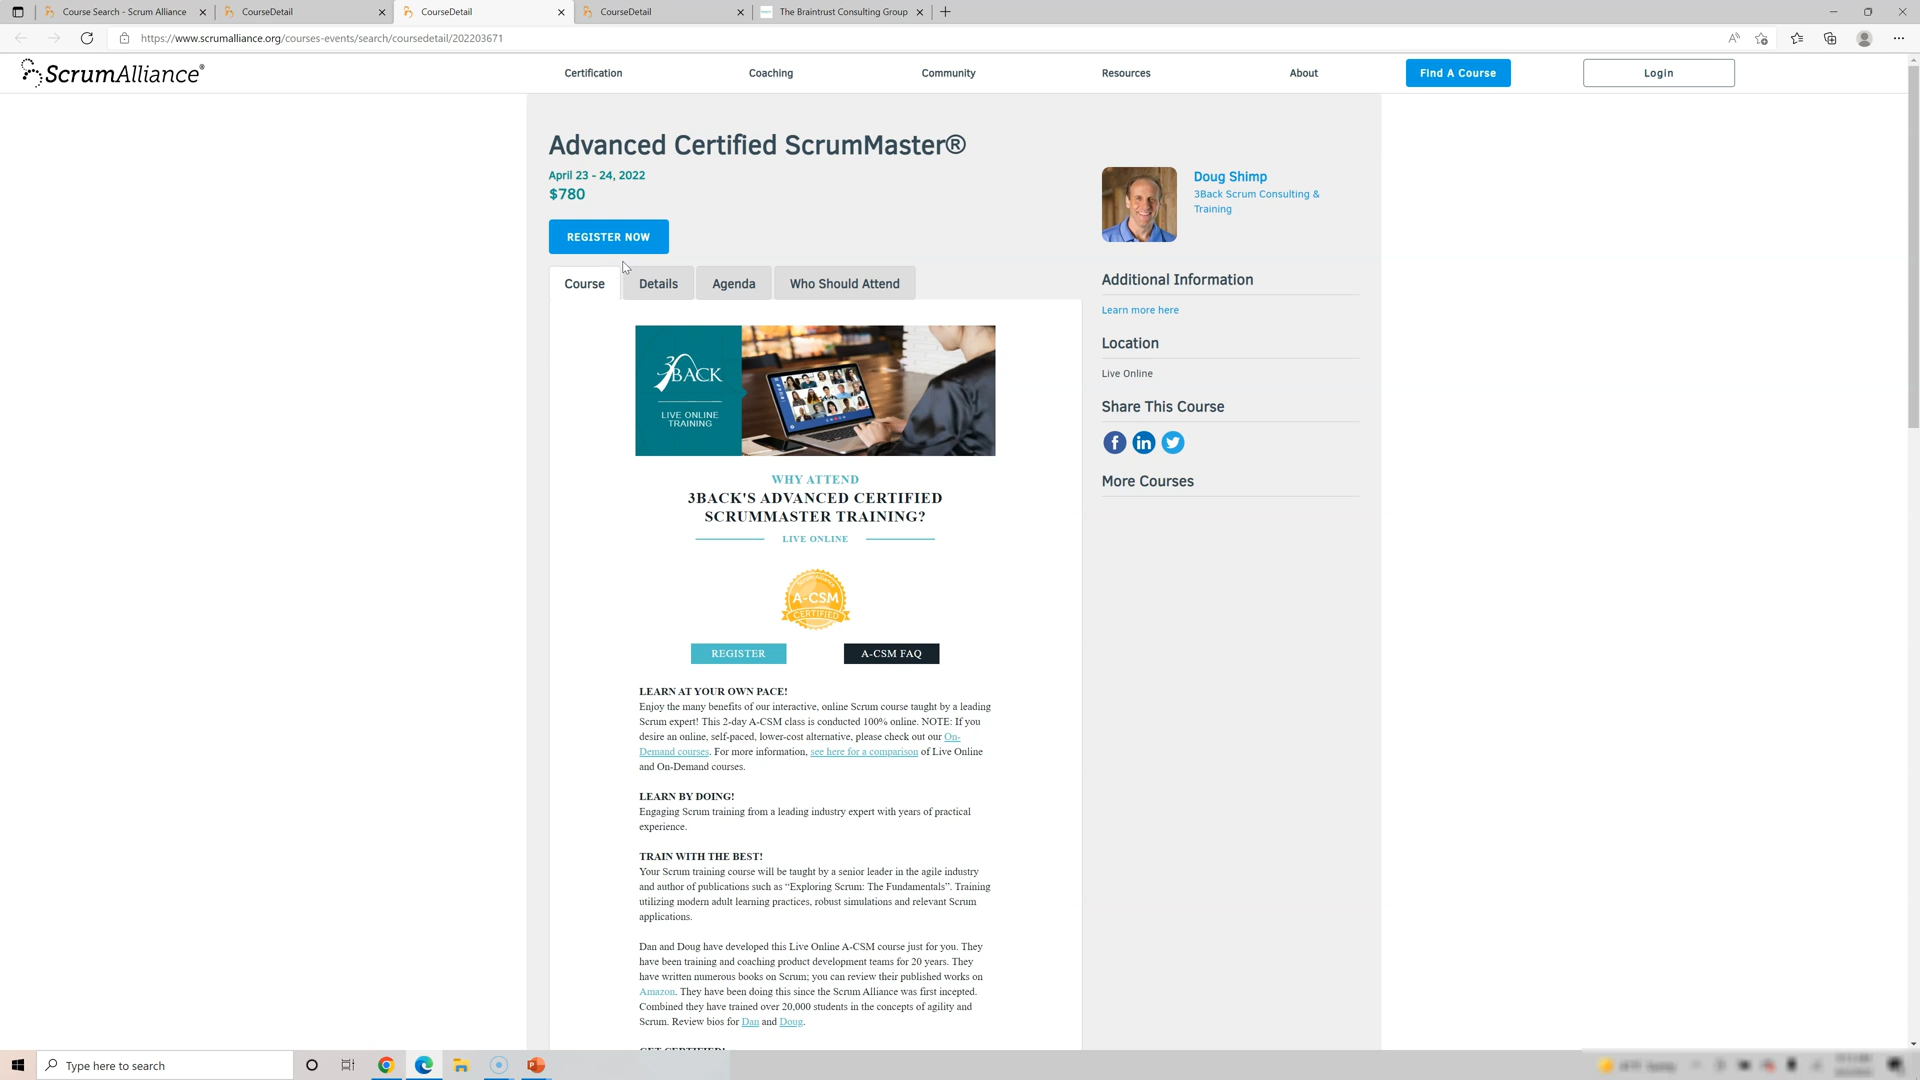 Course Search - Scrum Alliance
CourseDetail
CourseDetail
CourseDetail
The Braintrust Consulting Group
https://www.scrumalliance.org/courses-events/search/coursedetail/202203671
ScrumAlliance®
Certification
Coaching
Community
Resources
About
Find A Course
Login
Advanced Certified ScrumMaster®
April 23 - 24, 2022
$780
REGISTER NOW
Doug Shimp
3Back Scrum Consulting &
Training
Course
Details
Agenda
Who Should Attend
Additional Information
Learn more here
Location
Live Online
Share This Course
More Courses
3BACK
LIVE ONLINE
TRAINING
WHY ATTEND
3BACK'S ADVANCED CERTIFIED
SCRUMMASTER TRAINING?
LIVE ONLINE
A-CSM
CERTIFIED
REGISTER
A-CSM FAQ
LEARN AT YOUR OWN PACE!
Enjoy the many benefits of our interactive, online Scrum course taught by a leading
Scrum expert! This 2-day A-CSM class is conducted 100% online. NOTE: If you
desire an online, self-paced, lower-cost alternative, please check out our On-
Demand courses. For more information, see here for a comparison of Live Online
and On-Demand courses.
LEARN BY DOING!
Engaging Scrum training from a leading industry expert with years of practical
experience.
TRAIN WITH THE BEST!
Your Scrum training course will be taught by a senior leader in the agile industry
and author of publications such as “Exploring Scrum: The Fundamentals”. Training
utilizing modern adult learning practices, robust simulations and relevant Scrum
applications.
Dan and Doug have developed this Live Online A-CSM course just for you. They
have been training and coaching product development teams for 20 years. They
have written numerous books on Scrum; you can review their published works on
Amazon. They have been doing this since the Scrum Alliance was first incepted.
Combined they have trained over 20,000 students in the concepts of agility and
Scrum. Review bios for Dan and Doug.
Type here to search